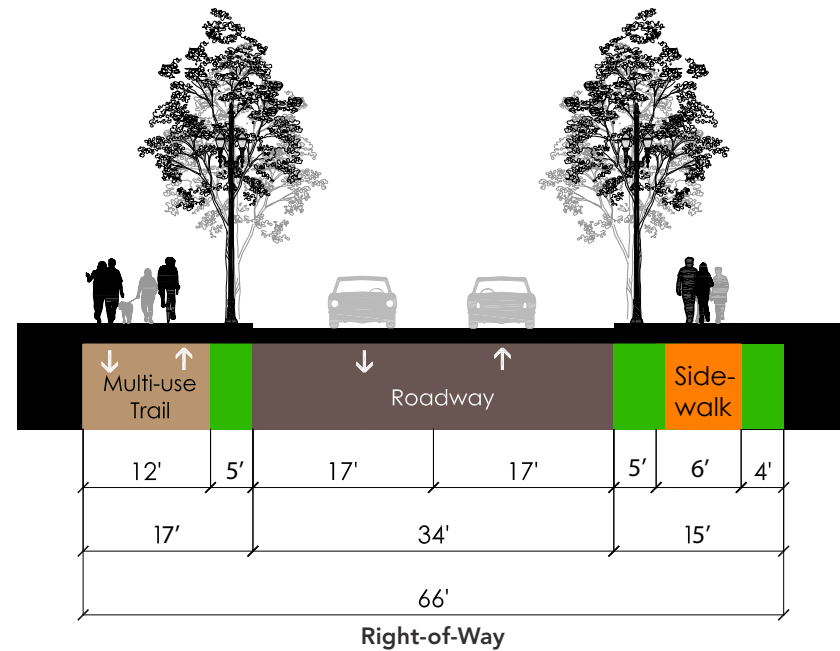 Multi-use
Trail
Roadway
Side-
walk
12' 5’ 17' 17' 5’ 6’ 4'
17’ 34' 15’
66'
Right-of-Way